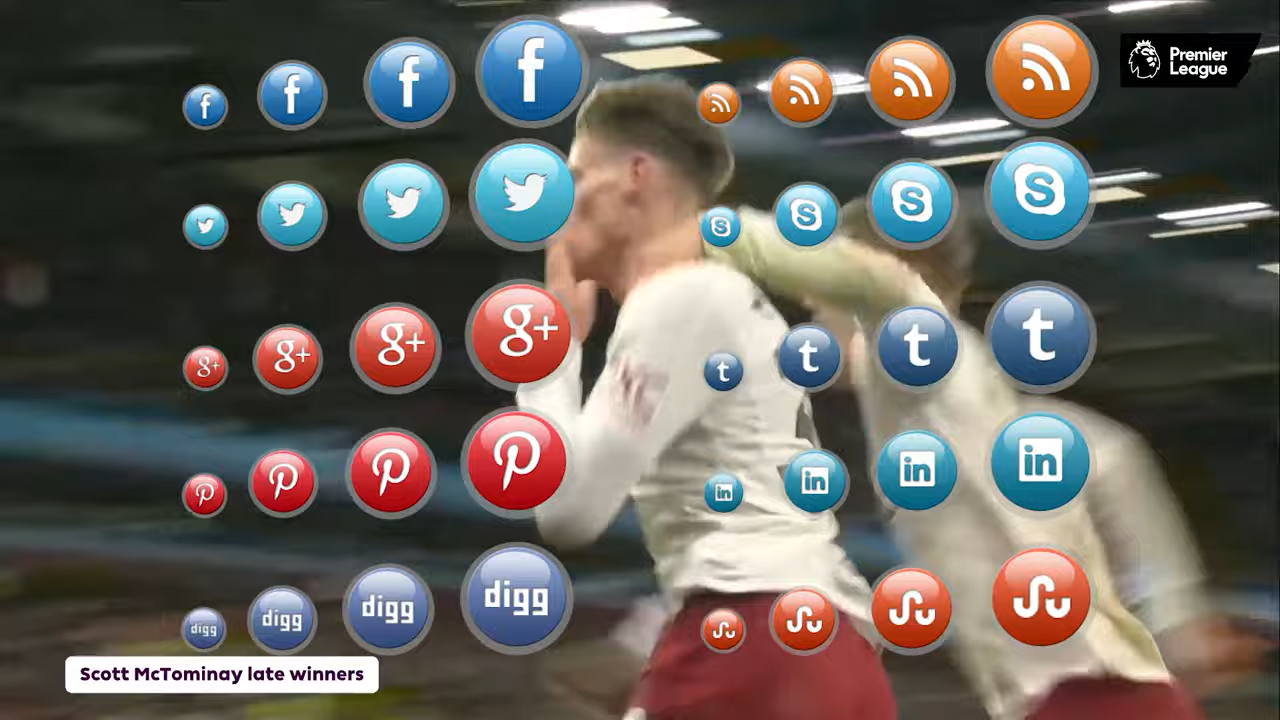 Premier
League
digg
digg
digg
digg
in
in
in
in
g+
g+
g+
g+
f
f
f
f
t
t
t
t
S
S
S
S
Scott McTominay late winners